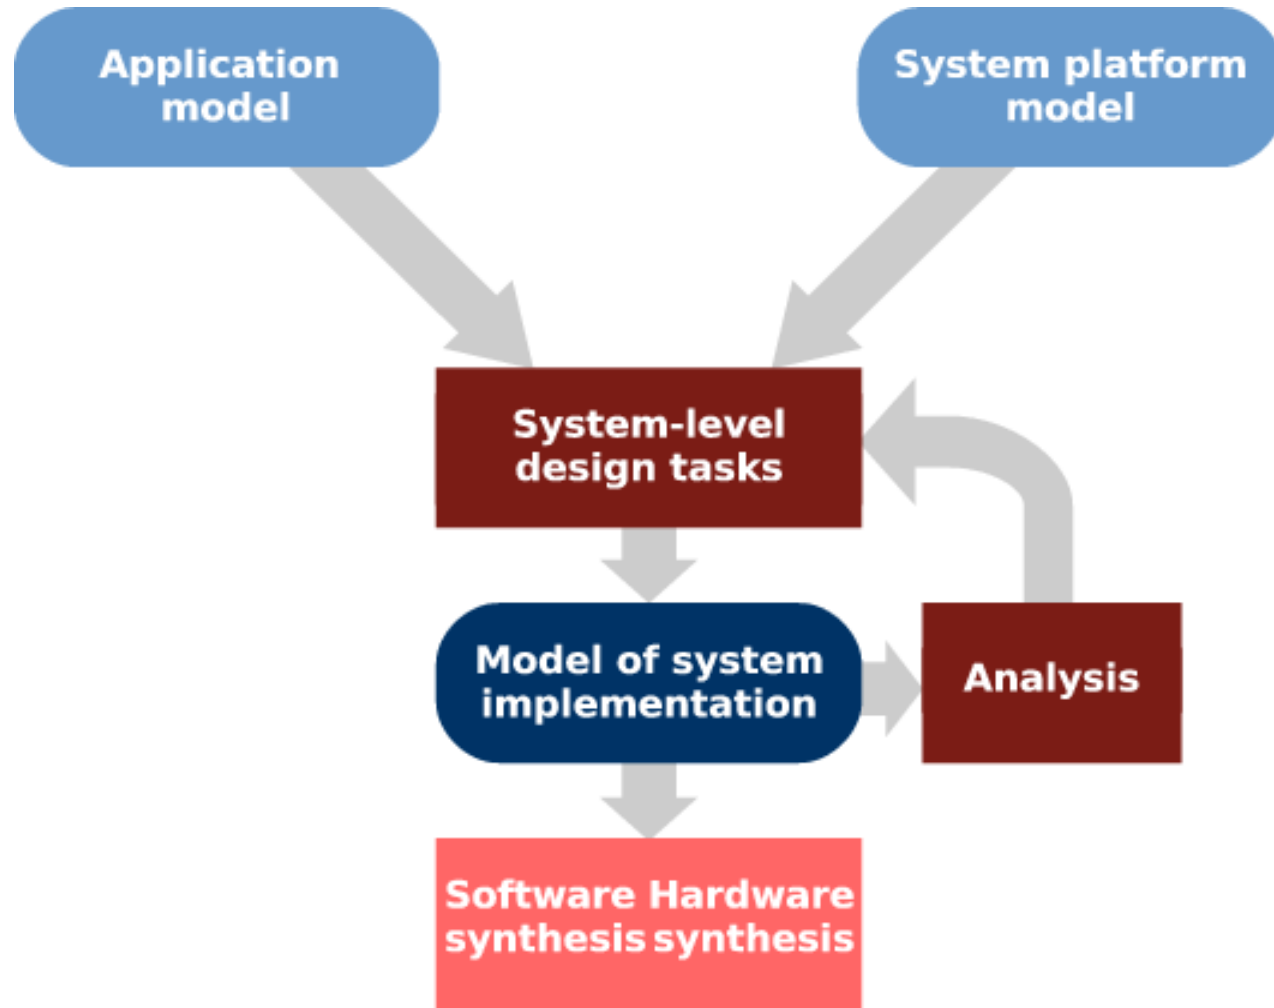 Application
model
System platform
model
System-level
design tasks
Model of system
implementation
Analysis
Software Hardware
synthesis synthesis